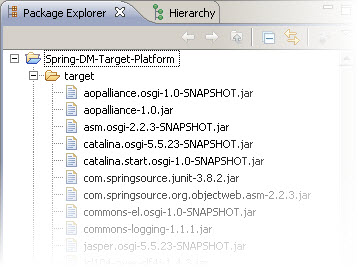 Package Explorer
Hierarchy
Spring-DM-Target-Platform
target
aopalliance.osgi-1.0-SNAPSHOT.jar
aopalliance-1.0.jar
asm.osgi-2.2.3-SNAPSHOT.jar
catalina.osgi-5.5.23-SNAPSHOT.jar
catalina.start.osgi-1.0-SNAPSHOT.jar
com.springsource.junit-3.8.2.jar
com.springsource.org.objectweb.asm-2.2.3.jar
commons-el.osgi-1.0-SNAPSHOT.jar
commons-logging-1.1.1.jar
jasper.osgi-5.5.23-SNAPSHOT.jar